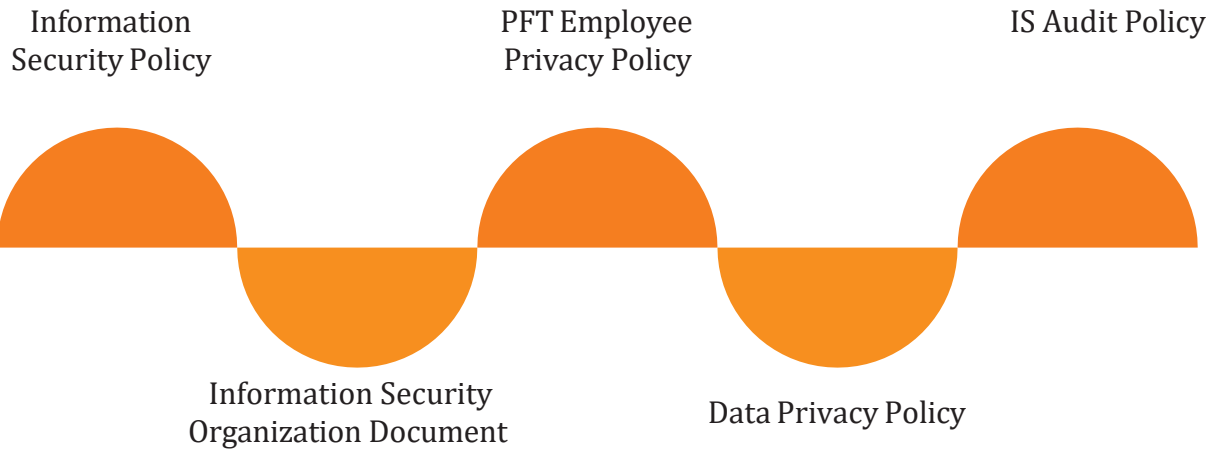 Information
Security Policy
PFT Employee
Privacy Policy
IS Audit Policy
Information Security
Organization Document
Data Privacy Policy